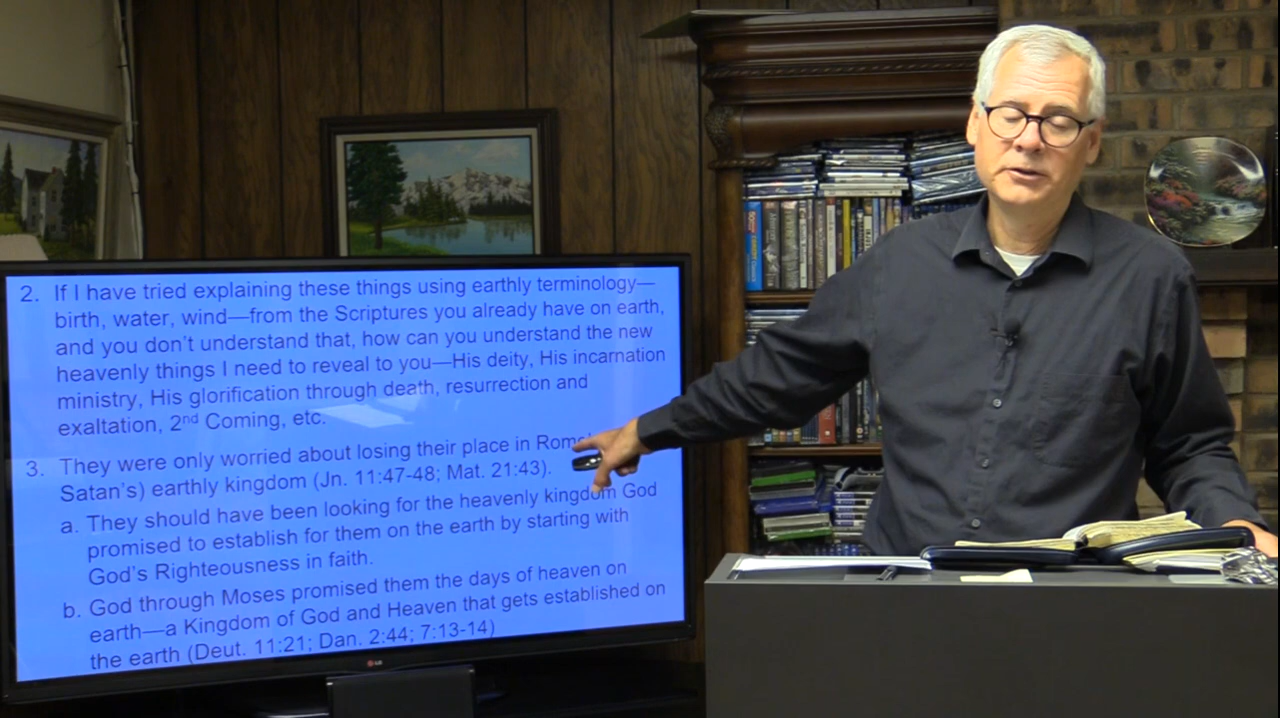 2. If I have tried explaining these things using earthly terminology—
birth, water, wind—from the Scriptures you already have on earth,
and you don't understand that, how can you understand the new
heavenly things I need to reveal to you—His deity, His incarnation
ministry, His glorification through death, resurrection and
exaltation, 2nd Coming, etc.
3. They were only worried about losing their place in
Satan's) earthly kingdom (Jn. 11:47-48; Mat. 21:43).
a. They should have been looking for the heavenly kingdom God
promised to establish for them on the earth by starting with
God's Righteousness in faith.
b. God through Moses promised them the days of heaven on
earth—a Kingdom of God and Heaven that gets established on
the earth (Deut. 11:21; Dan. 2:44; 7:13-14)
LG